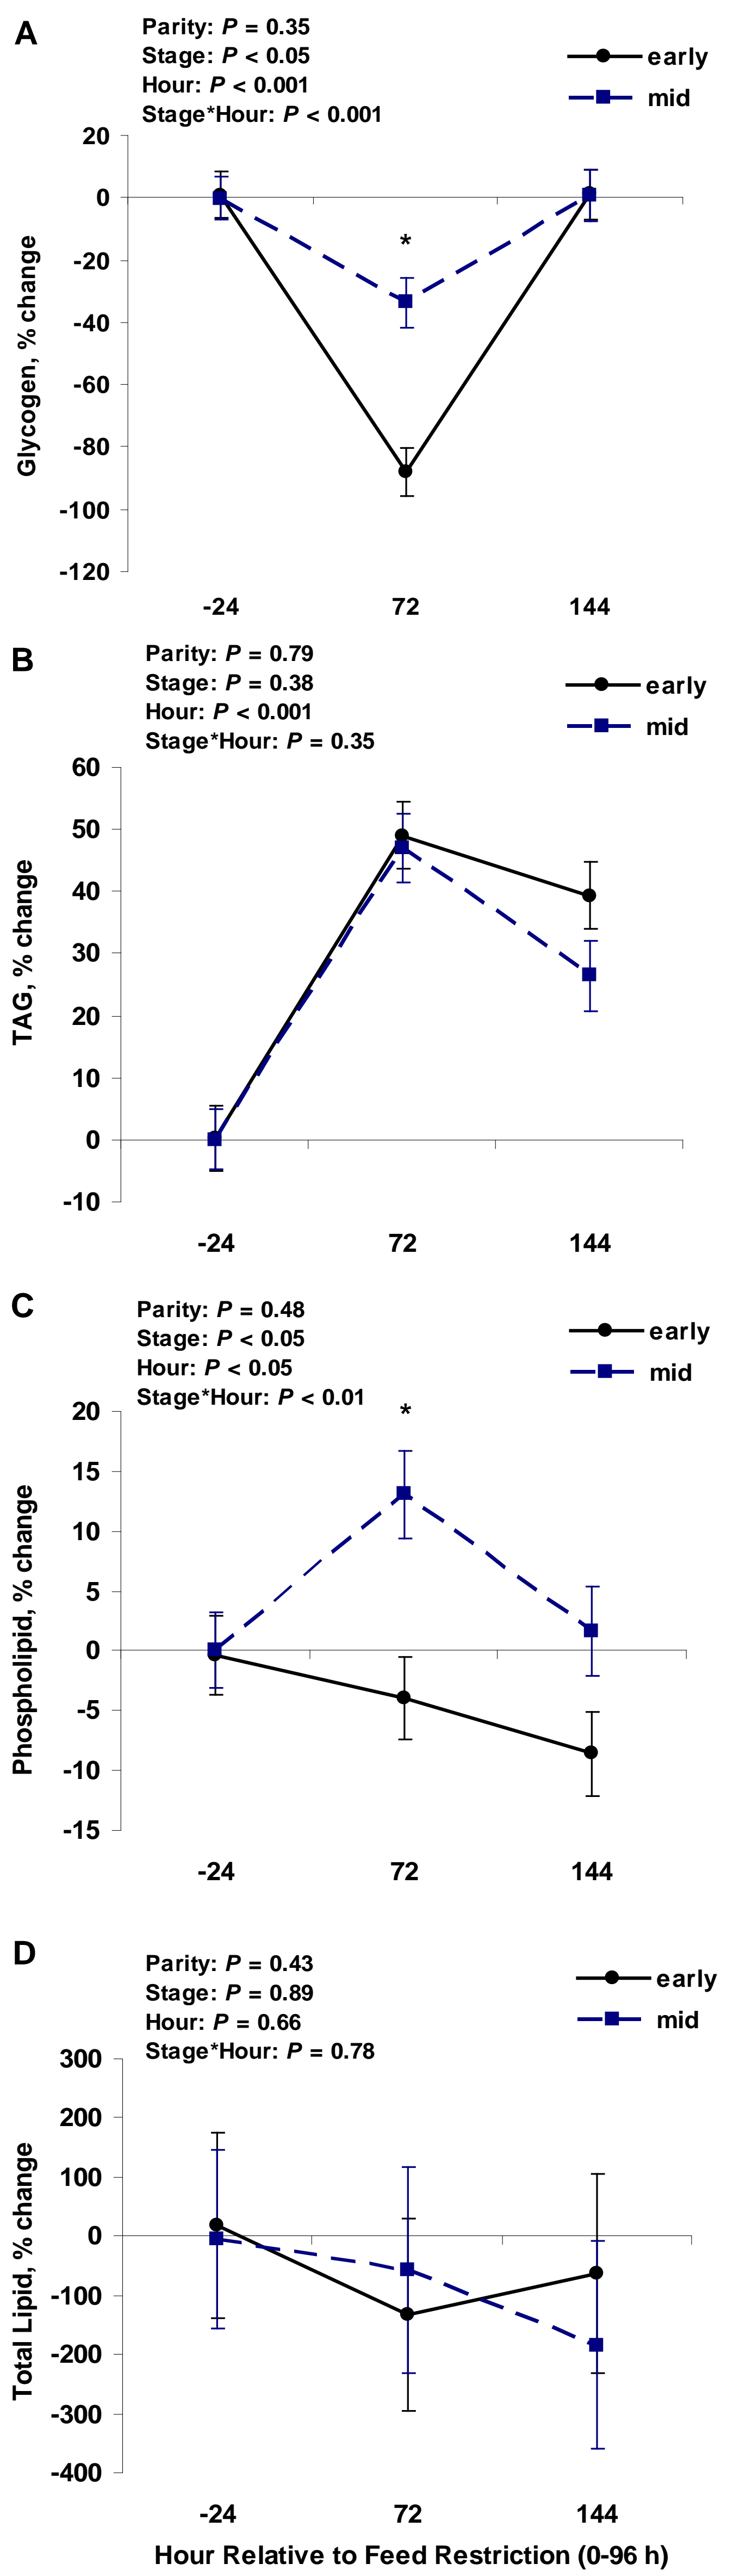 A
Parity: P = 0.35
Stage: P < 0.05
Hour: P < 0.001
Stage*Hour: P < 0.001
early
mid
20
0
-20
-40
-60
-80
-100
-120
Glycogen, % change
*
-24 72 144
B
Parity: P = 0.79
Stage: P = 0.38
Hour: P < 0.001
Stage*Hour: P = 0.35
early
mid
60
50
40
30
20
10
0
-10
TAG, % change
-24 72 144
C
Parity: P = 0.48
Stage: P < 0.05
Hour: P < 0.05
Stage*Hour: P < 0.01
early
mid
20
15
10
5
0
-5
-10
-15
Phospholipid, % change
*
-24 72 144
D
Parity: P = 0.43
Stage: P = 0.89
Hour: P = 0.66
Stage*Hour: P = 0.78
early
mid
300
200
100
0
-100
-200
-300
-400
Total Lipid, % change
-24 72 144
Hour Relative to Feed Restriction (0-96 h)